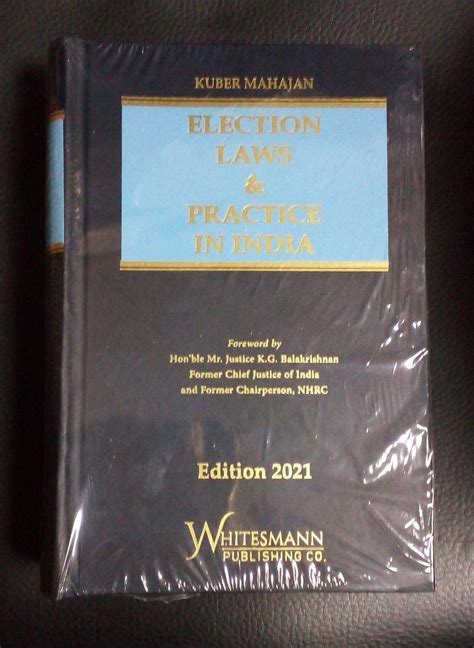 KUBER MAHAJAN
ELECTION
LAWS
&
PRACTICE
IN INDIA
Foreword by
Hon'ble Mr. Justice K.G. Balakrishnan
Former Chief Justice of India
and Former Chairperson, NHRC
Edition 2021
WHITESMANN
PUBLISHING CO.